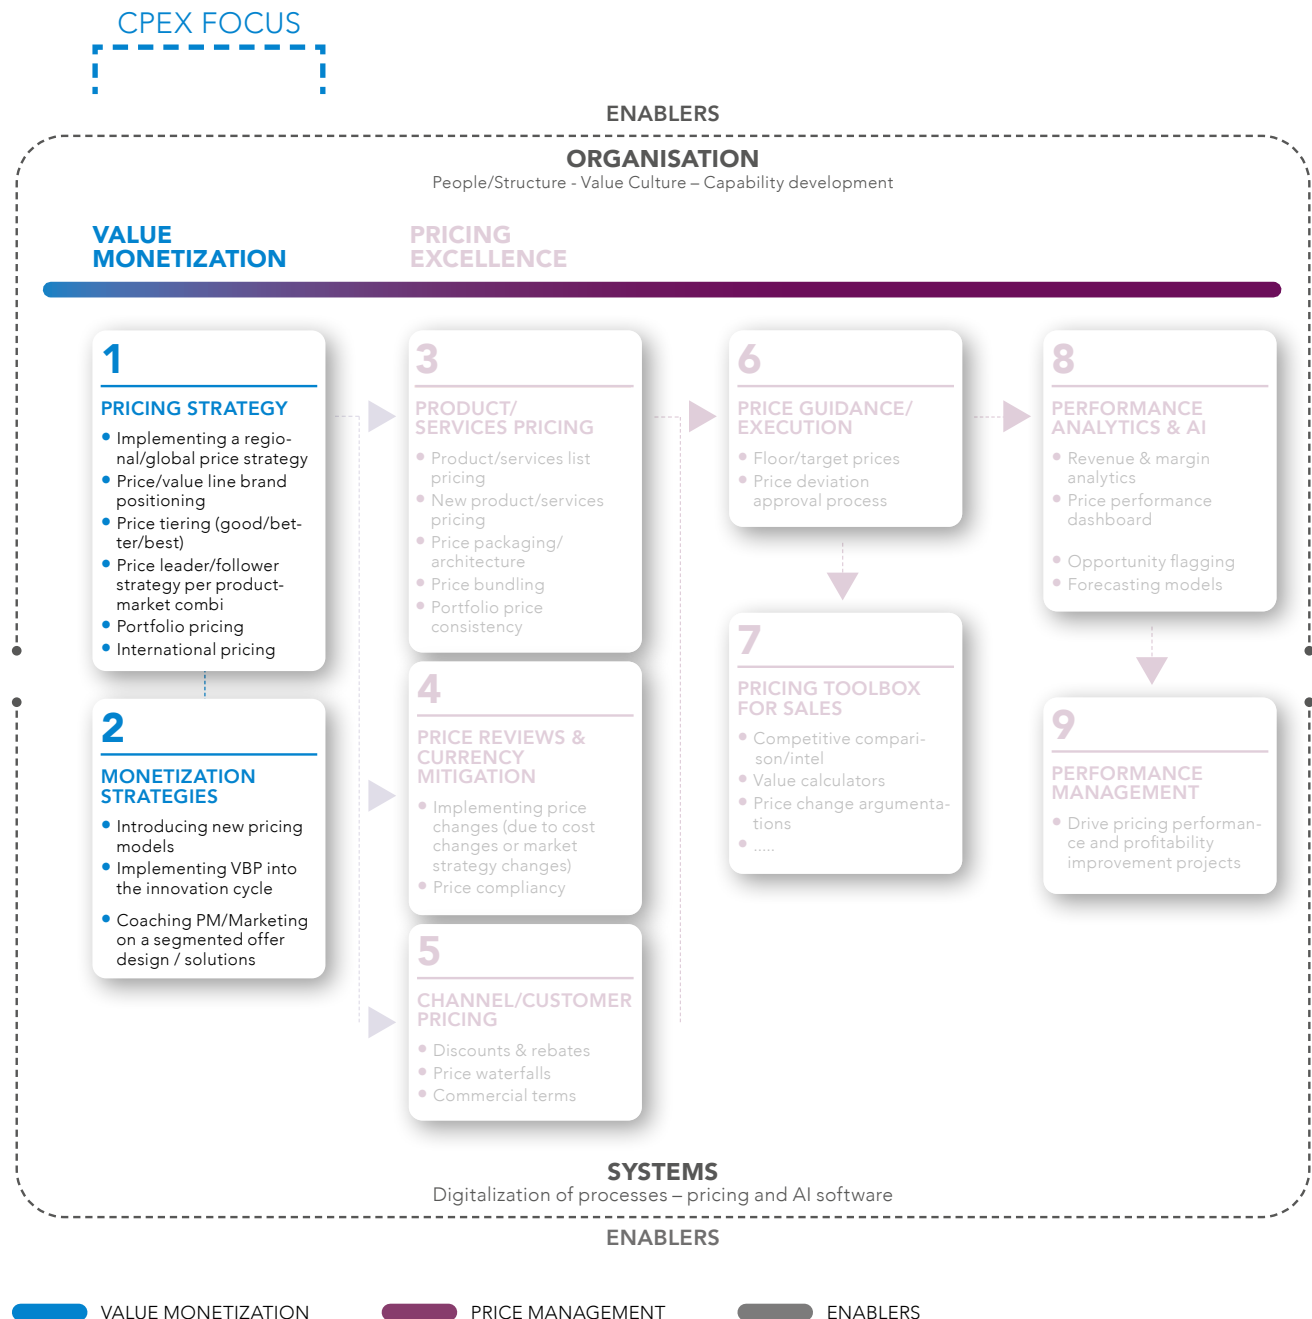 CPEX FOCUS
ENABLERS
ORGANISATION
People/Structure - Value Culture – Capability development
VALUE
MONETIZATION
PRICING
EXCELLENCE
1
PRICING STRATEGY
• Implementing a regio-
nal/global price strategy
• Price/value line brand
positioning
• Price tiering (good/bet-
ter/best)
• Price leader/follower
strategy per product-
market combi
• Portfolio pricing
• International pricing
2
MONETIZATION
STRATEGIES
• Introducing new pricing
models
• Implementing VBP into
the innovation cycle
• Coaching PM/Marketing
on a segmented offer
design / solutions
3
PRODUCT/
SERVICES PRICING
• Product/services list
pricing
• New product/services
pricing
• Price packaging/
architecture
• Price bundling
• Portfolio price
consistency
4
PRICE REVIEWS &
CURRENCY
MITIGATION
• Implementing price
changes (due to cost
changes or market
strategy changes)
• Price compliancy
5
CHANNEL/CUSTOMER
PRICING
• Discounts & rebates
• Price waterfalls
• Commercial terms
6
PRICE GUIDANCE/
EXECUTION
• Floor/target prices
• Price deviation
approval process
7
PRICING TOOLBOX
FOR SALES
• Competitive compari-
son/intel
• Value calculators
• Price change argumenta-
tions
• .....
8
PERFORMANCE
ANALYTICS & AI
• Revenue & margin
analytics
• Price performance
dashboard
• Opportunity flagging
• Forecasting models
9
PERFORMANCE
MANAGEMENT
• Drive pricing performan-
ce and profitability
improvement projects
SYSTEMS
Digitalization of processes – pricing and AI software
ENABLERS
VALUE MONETIZATION
PRICE MANAGEMENT
ENABLERS